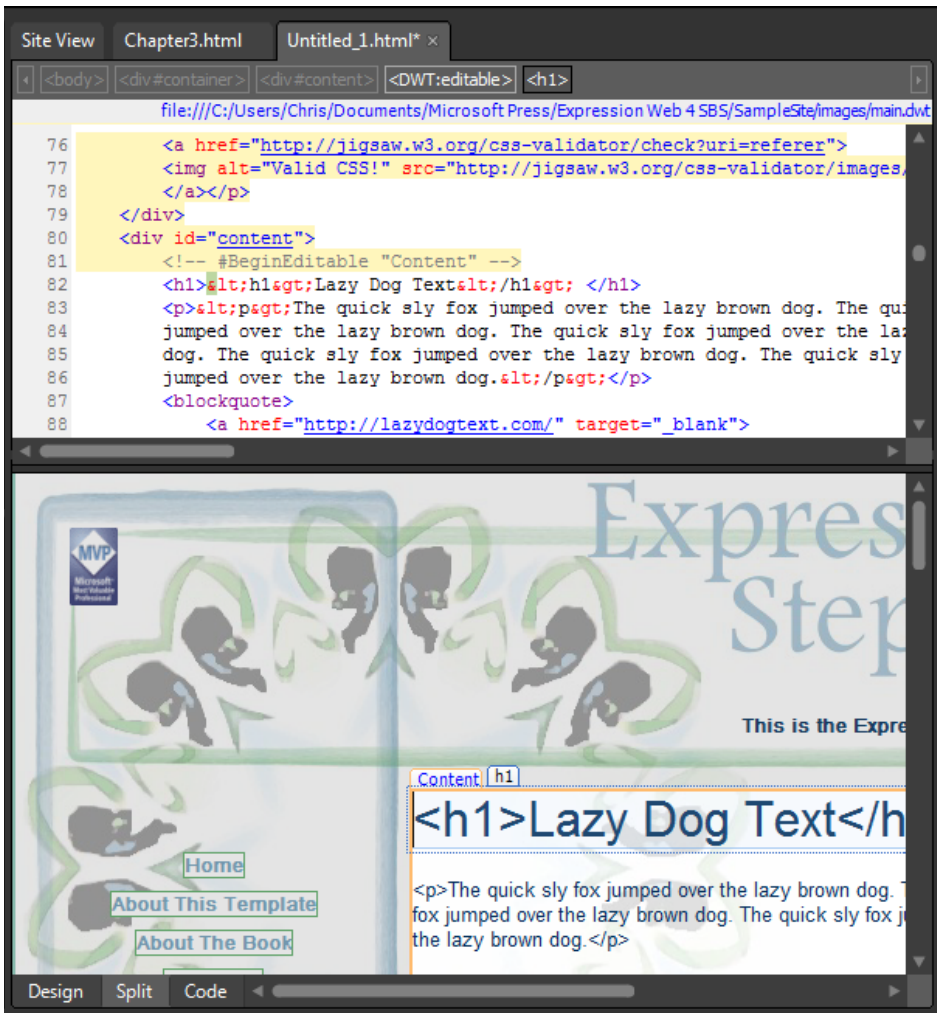 Site View Chapter3.html Untitled_1.html* ×
<body> <div#container> <div#content> <DWT:editable> <h1>
file:///C:/Users/Chris/Documents/Microsoft Press/Expression Web 4 SBS/SampleSite/images/main.dwt
76 <a href="http://jigsaw.w3.org/css-validator/check?uri=referer">
77 <img alt="Valid CSS!" src="http://jigsaw.w3.org/css-validator/images/
78 </a></p>
79 </div>
80 <div id="content">
81 <!-- #BeginEditable "Content" -->
82 <h1>&lt;h1&gt;Lazy Dog Text&lt;/h1&gt; </h1>
83 <p>&lt;p&gt;The quick sly fox jumped over the lazy brown dog. The qui
84 jumped over the lazy brown dog. The quick sly fox jumped over the laz
85 dog. The quick sly fox jumped over the lazy brown dog. The quick sly
86 jumped over the lazy brown dog.&lt;/p&gt;</p>
87 <blockquote>
88 <a href="http://lazydogtext.com/" target="_blank">
Expres
Step
MVP
Microsoft
Most Valuable
Professional
This is the Expre
Content h1
<h1>Lazy Dog Text</h
Home
About This Template
About The Book
<p>The quick sly fox jumped over the lazy brown dog. T
fox jumped over the lazy brown dog. The quick sly fox ju
the lazy brown dog.</p>
Design Split Code